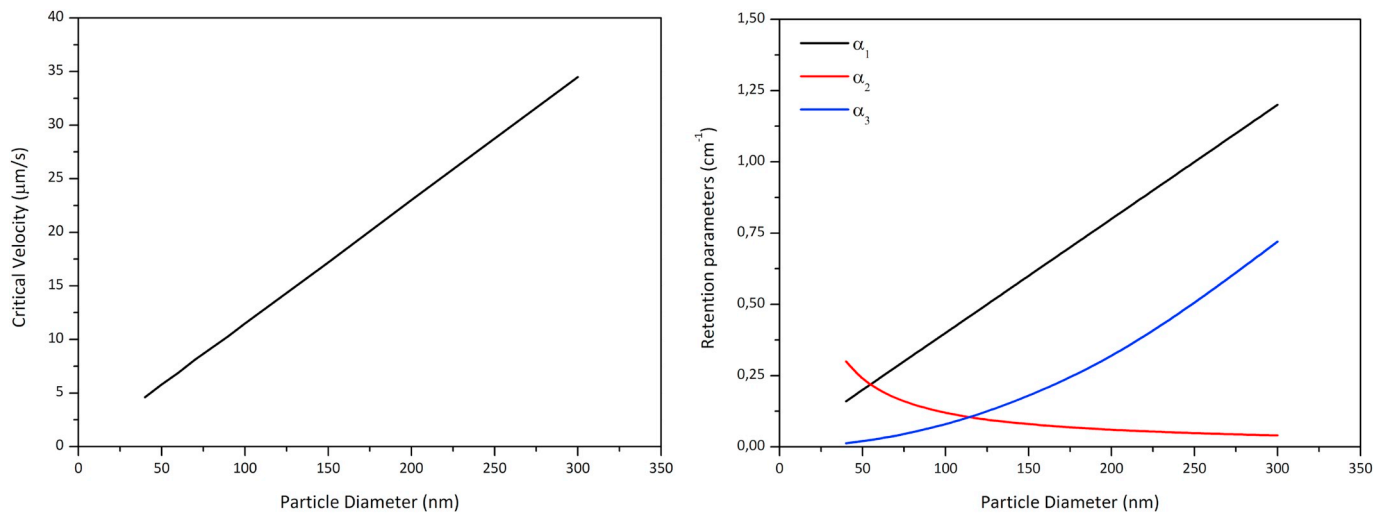 40
35
30
25
20
15
10
5
0
Critical Velocity (μm/s)
0 50 100 150 200 250 300 350
Particle Diameter (nm)
1,50
1,25
1,00
0,75
0,50
0,25
0,00
Retention parameters (cm⁻¹)
α₁
α₂
α₃
0 50 100 150 200 250 300 350
Particle Diameter (nm)